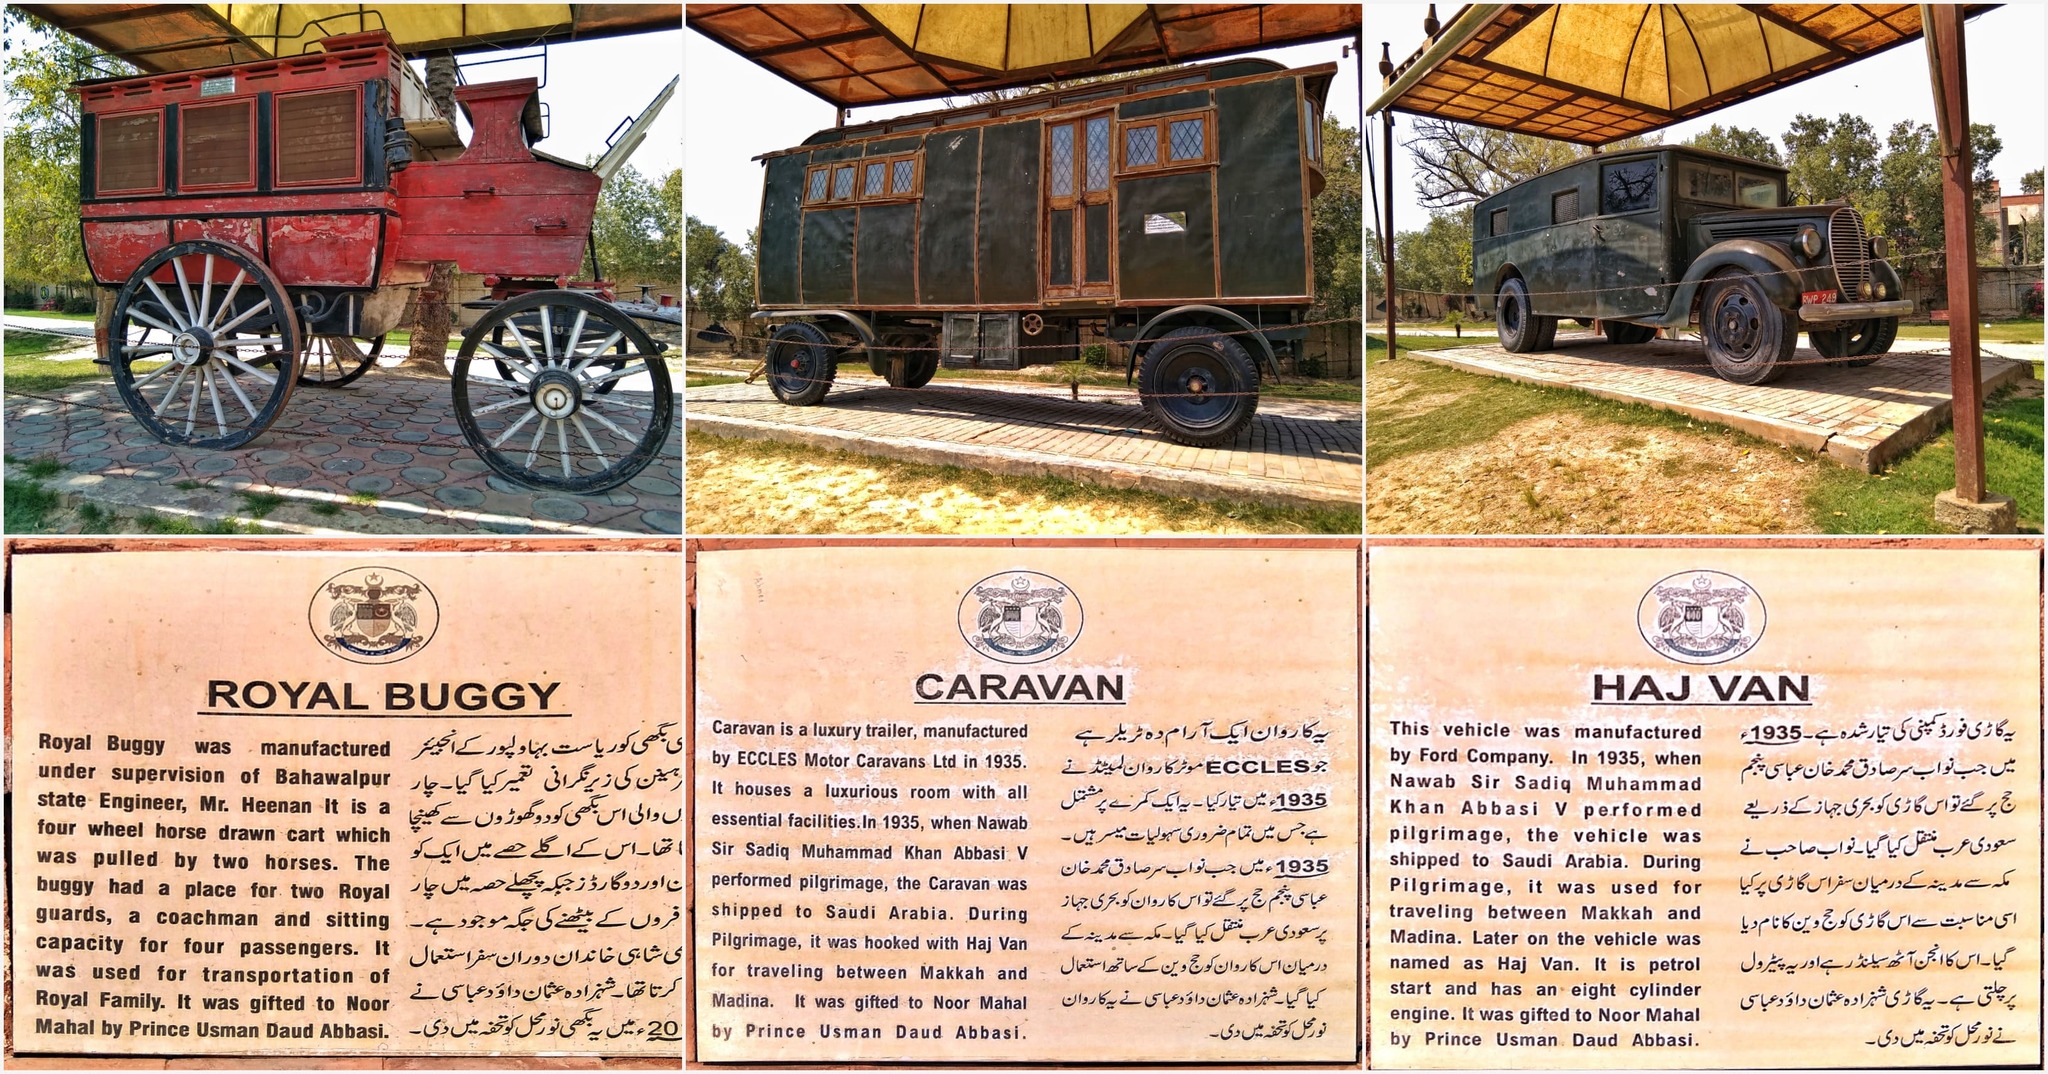 RWP 249
ROYAL BUGGY
Royal Buggy was manufactured
under supervision of Bahawalpur
state Engineer, Mr. Heenan It is a
four wheel horse drawn cart which
was pulled by two horses. The
buggy had a place for two Royal
guards, a coachman and sitting
capacity for four passengers. It
was used for transportation of
Royal Family. It was gifted to Noor
Mahal by Prince Usman Daud Abbasi.
بگھی کو ریاست بہاولپور کے انجینئر
ہینن کی زیر نگرانی تعمیر کیا گیا۔ چار
والی اس بگھی کو دو گھوڑوں سے کھینچا
تھا۔ اس کے اگلے حصے میں ایک کو
اور دو گارڈز جبکہ پچھلے حصہ میں چار
فروں کے بیٹھنے کی جگہ موجود ہے۔
شاہی خاندان دوران سفر استعمال
کرتا تھا۔ شہزادہ عثمان داؤد عباسی نے
20ء میں یہ بگھی نور محل کو تحفہ میں دی۔
CARAVAN
Caravan is a luxury trailer, manufactured
by ECCLES Motor Caravans Ltd in 1935.
It houses a luxurious room with all
essential facilities.In 1935, when Nawab
Sir Sadiq Muhammad Khan Abbasi V
performed pilgrimage, the Caravan was
shipped to Saudi Arabia. During
Pilgrimage, it was hooked with Haj Van
for traveling between Makkah and
Madina. It was gifted to Noor Mahal
by Prince Usman Daud Abbasi.
یہ کاروان ایک آرام دہ ٹریلر ہے
جو ECCLES موٹر کاروان لمیٹڈ نے
1935ء میں تیار کیا۔ یہ ایک کمرے پر مشتمل
ہے جس میں تمام ضروری سہولیات میسر ہیں۔
1935ء میں جب نواب سر صادق محمد خان
عباسی پنجم حج پر گئے تو اس کاروان کو بحری جہاز
پر سعودی عرب منتقل کیا گیا۔ مکہ سے مدینہ کے
درمیان اس کاروان کو حج وین کے ساتھ استعمال
کیا گیا۔ شہزادہ عثمان داؤد عباسی نے یہ کاروان
نور محل کو تحفہ میں دی۔
HAJ VAN
This vehicle was manufactured
by Ford Company. In 1935, when
Nawab Sir Sadiq Muhammad
Khan Abbasi V performed
pilgrimage, the vehicle was
shipped to Saudi Arabia. During
Pilgrimage, it was used for
traveling between Makkah and
Madina. Later on the vehicle was
named as Haj Van. It is petrol
start and has an eight cylinder
engine. It was gifted to Noor Mahal
by Prince Usman Daud Abbasi.
یہ گاڑی فورڈ کمپنی کی تیار شدہ ہے۔ 1935ء
میں جب نواب سر صادق محمد خان عباسی پنجم
حج پر گئے تو اس گاڑی کو بحری جہاز کے ذریعے
سعودی عرب منتقل کیا گیا۔ نواب صاحب نے
مکہ سے مدینہ کے درمیان سفر اس گاڑی پر کیا
اسی مناسبت سے اس گاڑی کو حج وین کا نام دیا
گیا۔ اس کا انجن آٹھ سیلنڈر ہے اور یہ پیٹرول
پر چلتی ہے۔ یہ گاڑی شہزادہ عثمان داؤد عباسی
نے نور محل کو تحفہ میں دی۔